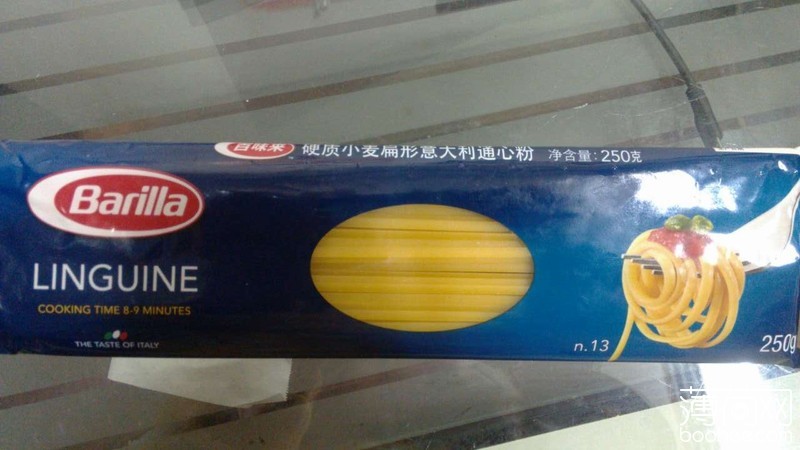 百味来
硬质小麦扁形意大利通心粉 净含量: 250克
Barilla
LINGUINE
COOKING TIME 8-9 MINUTES
THE TASTE OF ITALY
n.13
250g